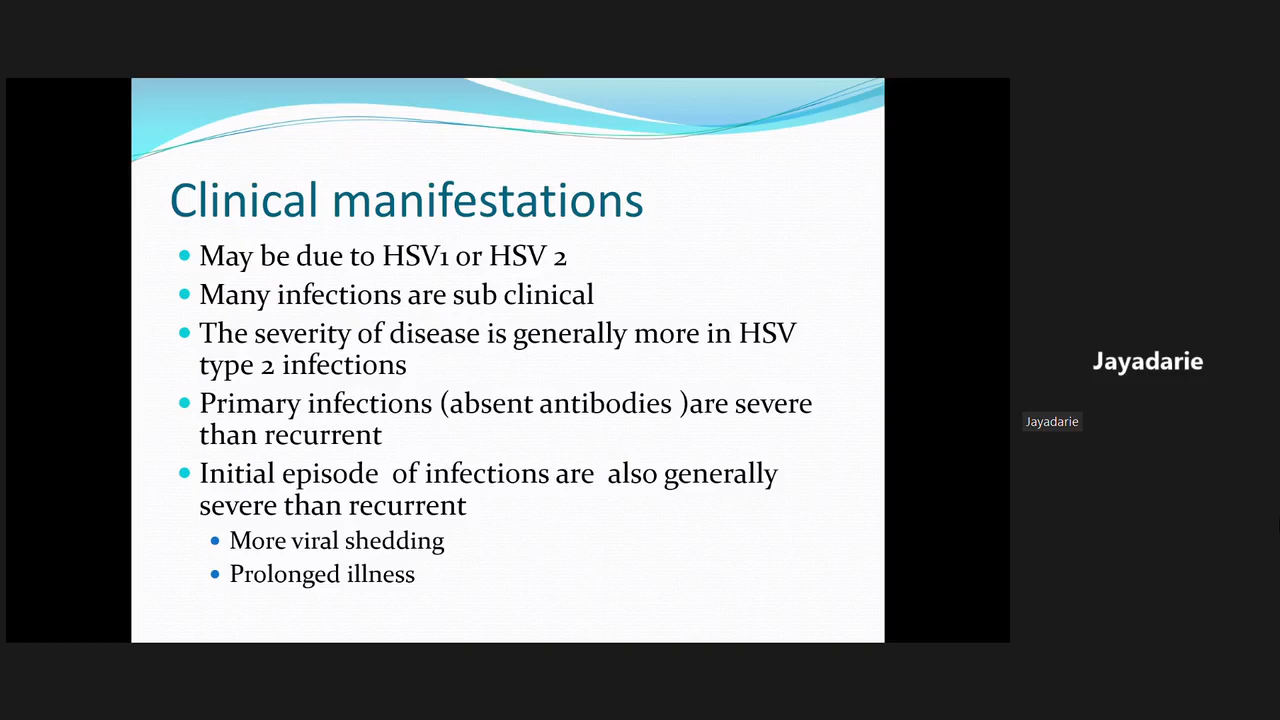 Clinical manifestations
May be due to HSV1 or HSV 2
Many infections are sub clinical
The severity of disease is generally more in HSV
type 2 infections
Primary infections (absent antibodies )are severe
than recurrent
Initial episode  of infections are  also generally
severe than recurrent
More viral shedding
Prolonged illness
Jayadarie
Jayadarie